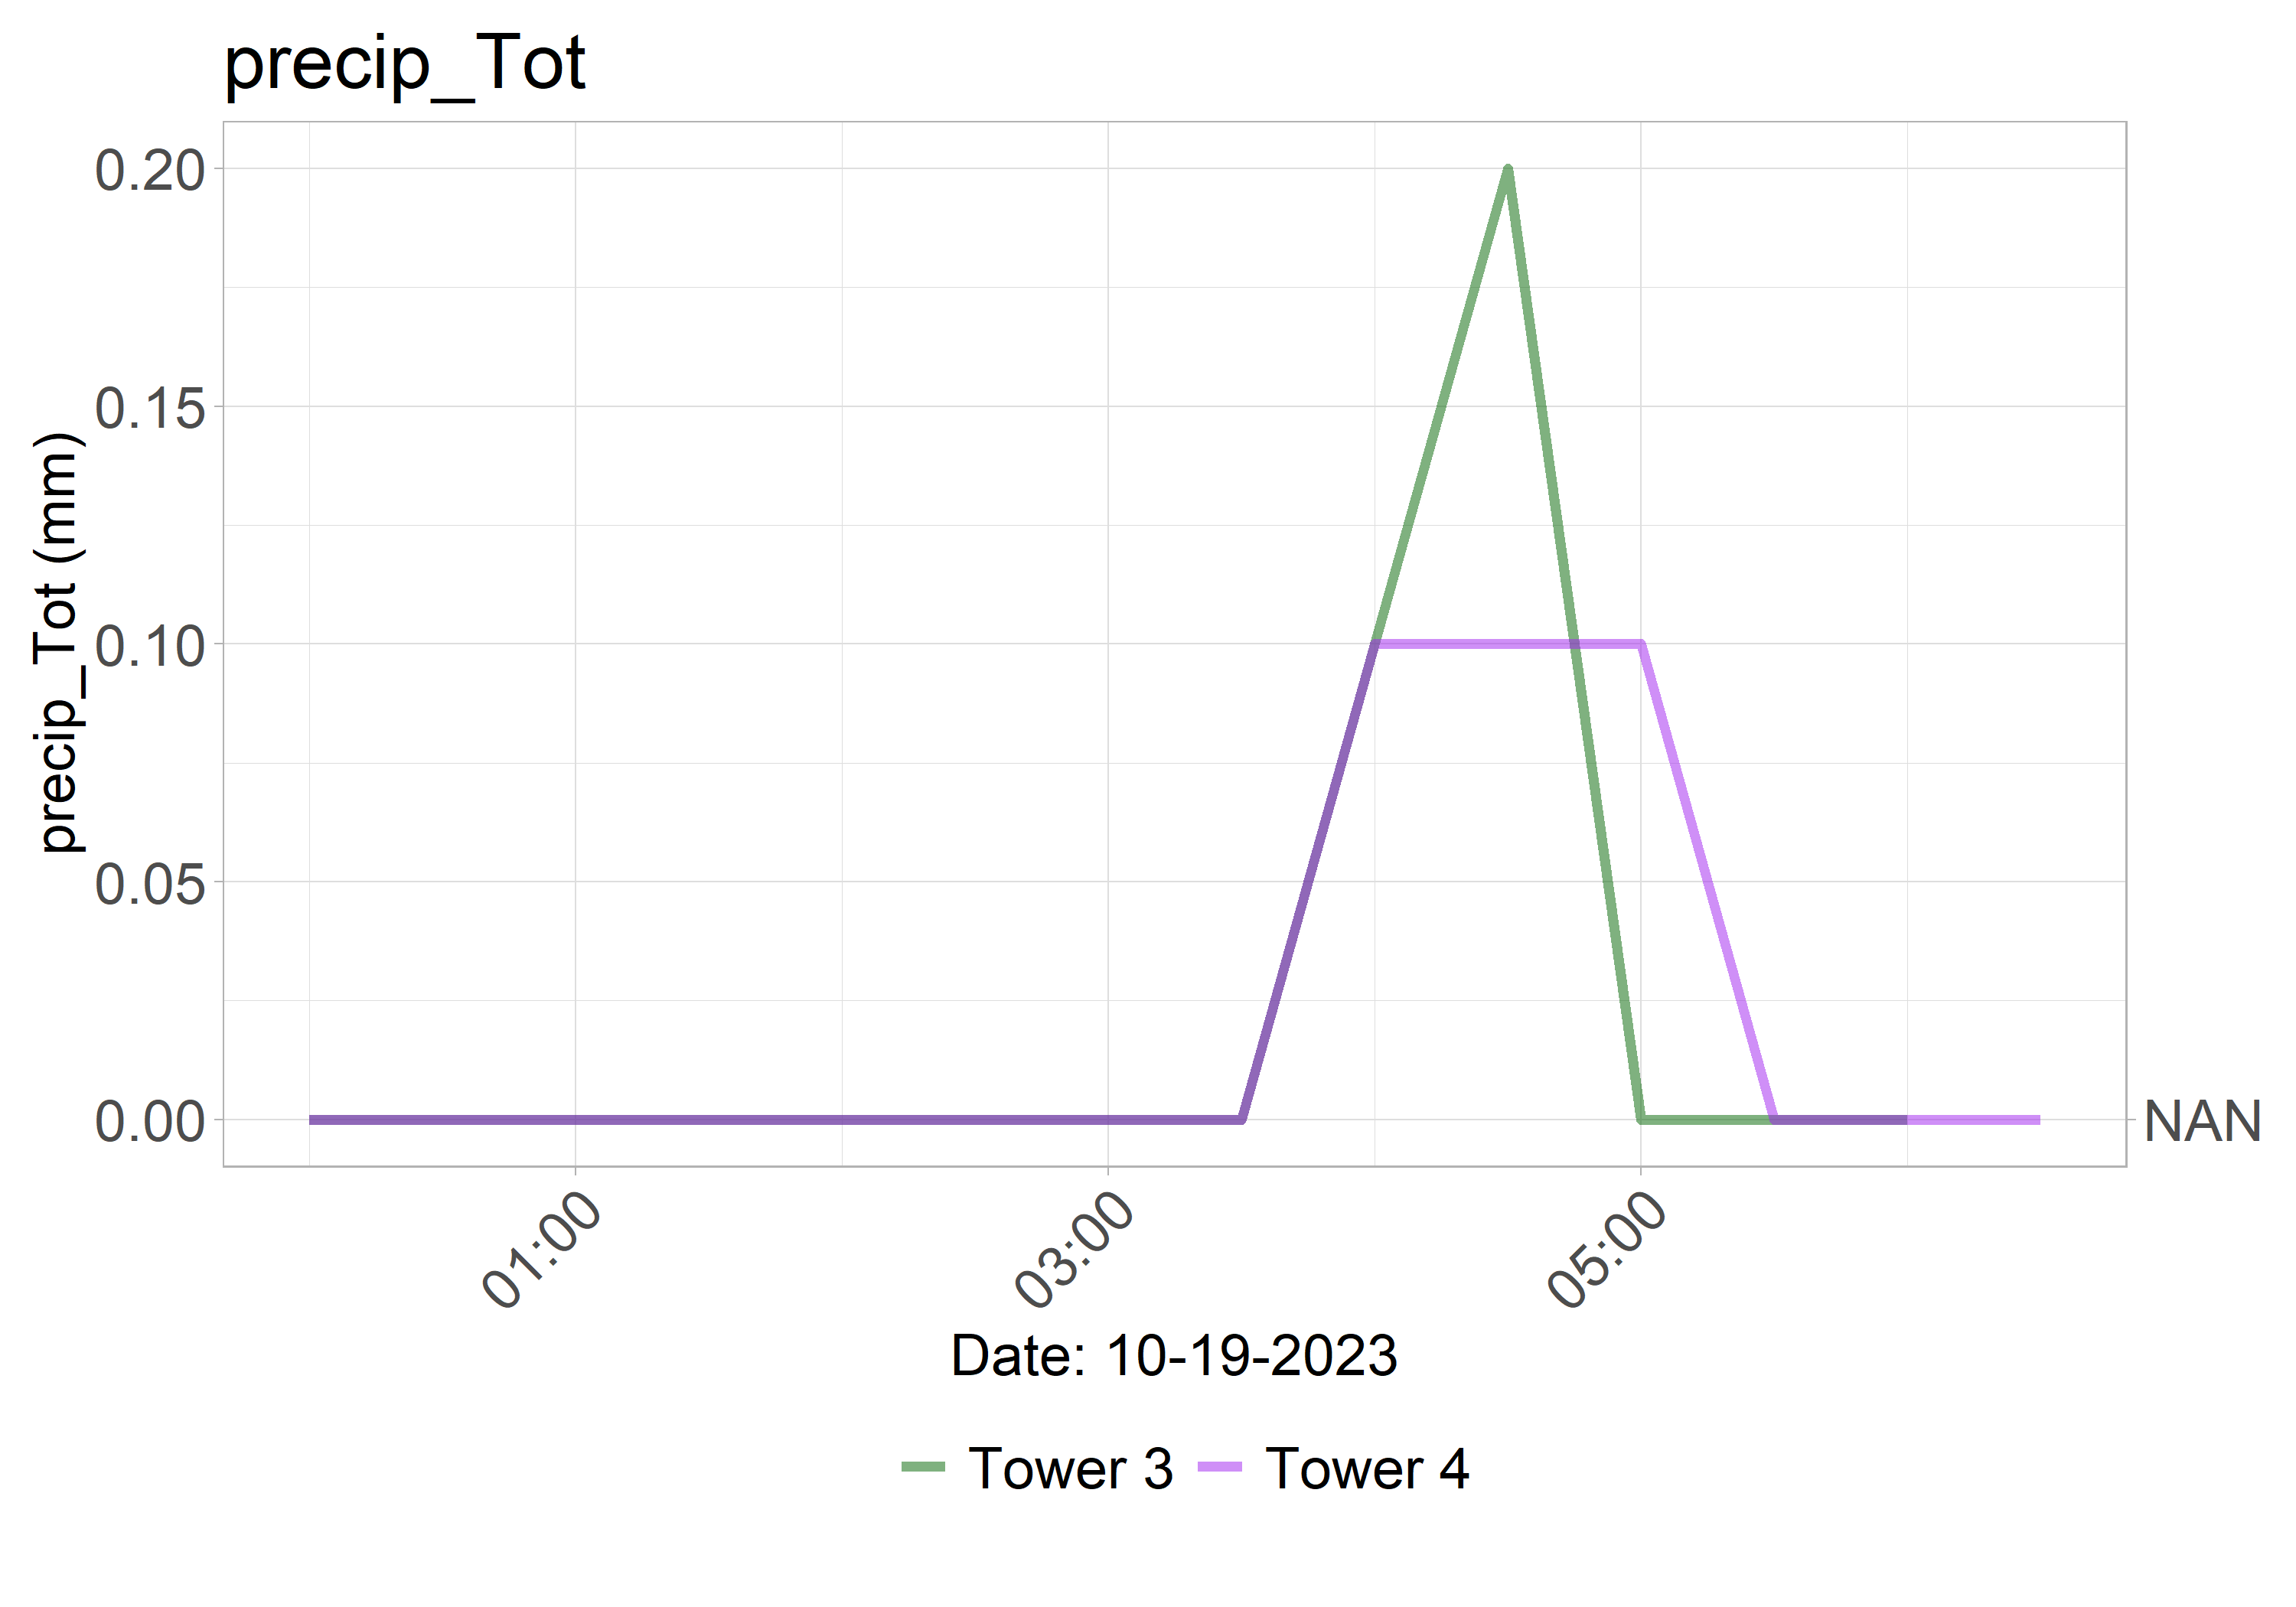 precip_Tot
precip_Tot (mm)
0.20
0.15
0.10
0.05
0.00
NAN
01:00
03:00
05:00
Date: 10-19-2023
Tower 3
Tower 4